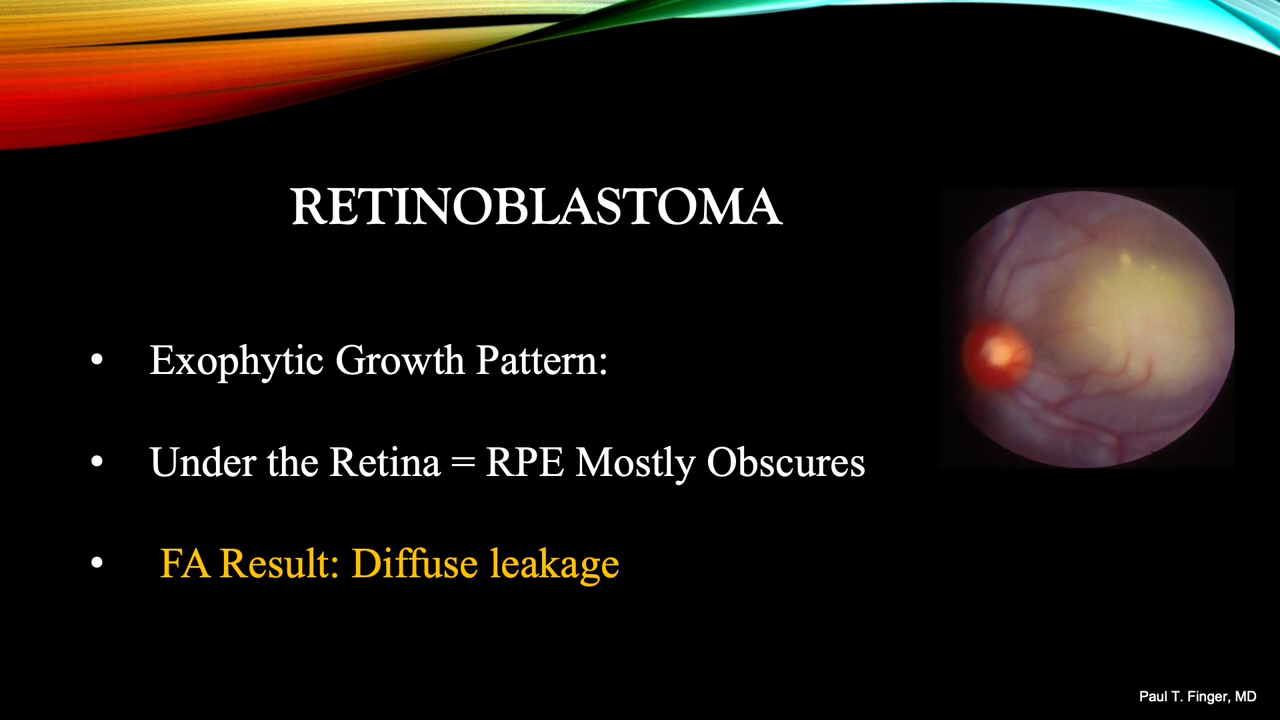 RETINOBLASTOMA
• Exophytic Growth Pattern:
• Under the Retina = RPE Mostly Obscures
• FA Result: Diffuse leakage
Paul T. Finger, MD